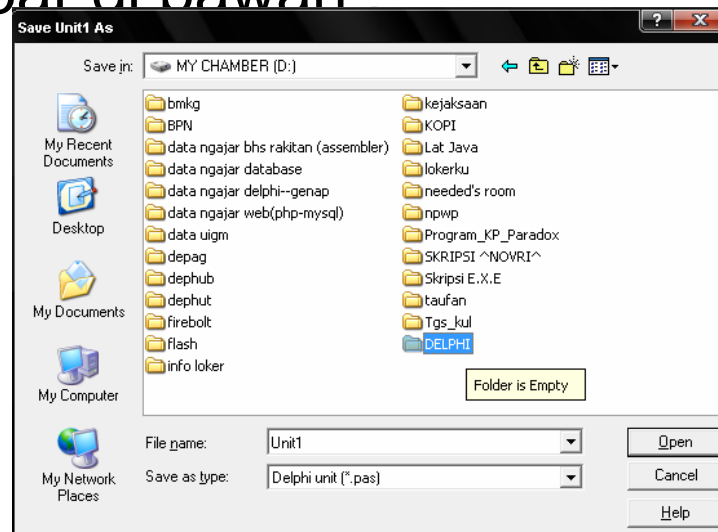 Save Unit1 As
Save in:
MY CHAMBER (D:)
My Recent
Documents
Desktop
My Documents
My Computer
My Network
Places
bmkg
BPN
data ngajar bhs rakitan (assembler)
data ngajar database
data ngajar delphi--genap
data ngajar web(php-mysql)
data uigm
depag
dephub
dephut
firebolt
flash
info loker
kejaksaan
KOPI
Lat Java
lokerku
needed's room
npwp
Program_KP_Paradox
SKRIPSI ^NOVRI^
Skripsi E.X.E
taufan
Tgs_kul
DELPHI
Folder is Empty
File name:
Unit1
Open
Save as type:
Delphi unit (*.pas)
Cancel
Help